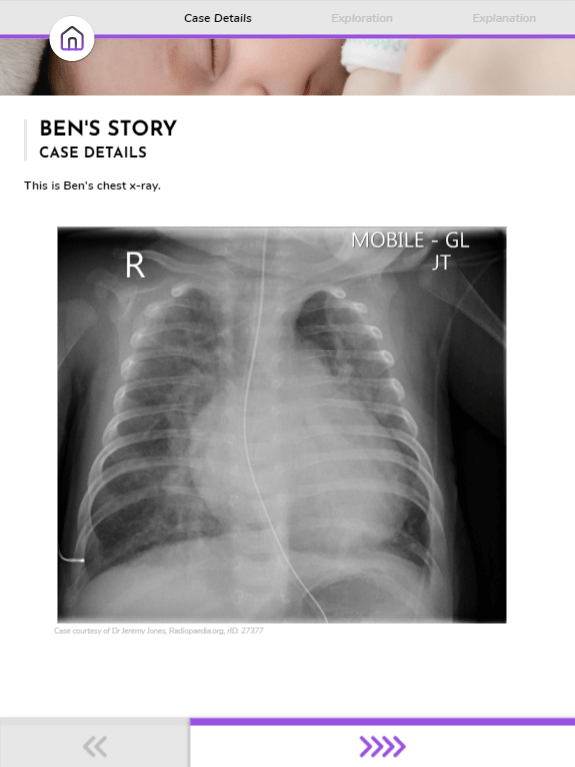 Case Details Exploration Explanation
BEN'S STORY
CASE DETAILS
This is Ben's chest x-ray.
MOBILE - GL
R JT
Case courtesy of Dr Jeremy Jones, Radiopaedia.org, rID: 27377